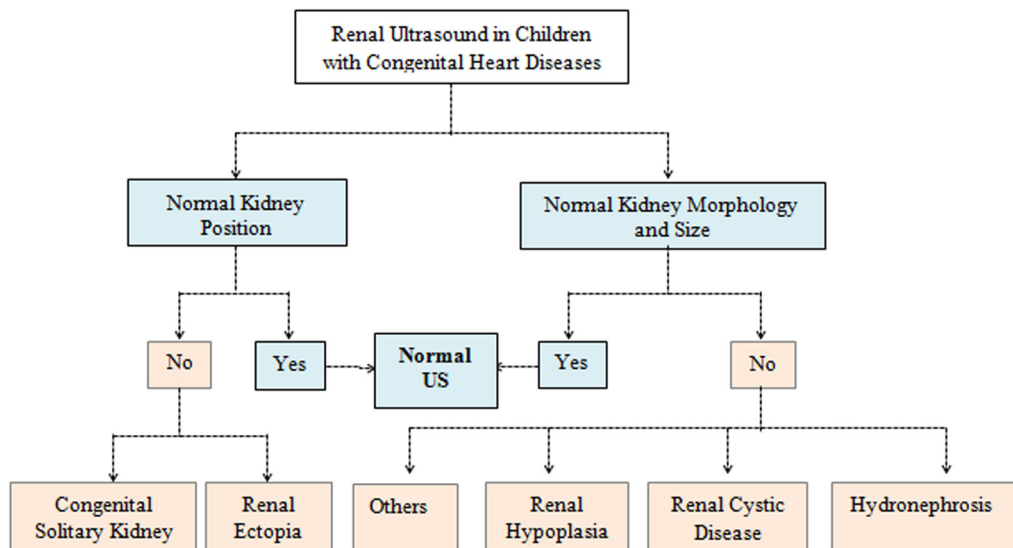 Renal Ultrasound in Children
with Congenital Heart Diseases
Normal Kidney
Position
Normal Kidney Morphology
and Size
No
Yes
Normal
US
Yes
No
Congenital
Solitary Kidney
Renal
Ectopia
Others
Renal
Hypoplasia
Renal Cystic
Disease
Hydronephrosis